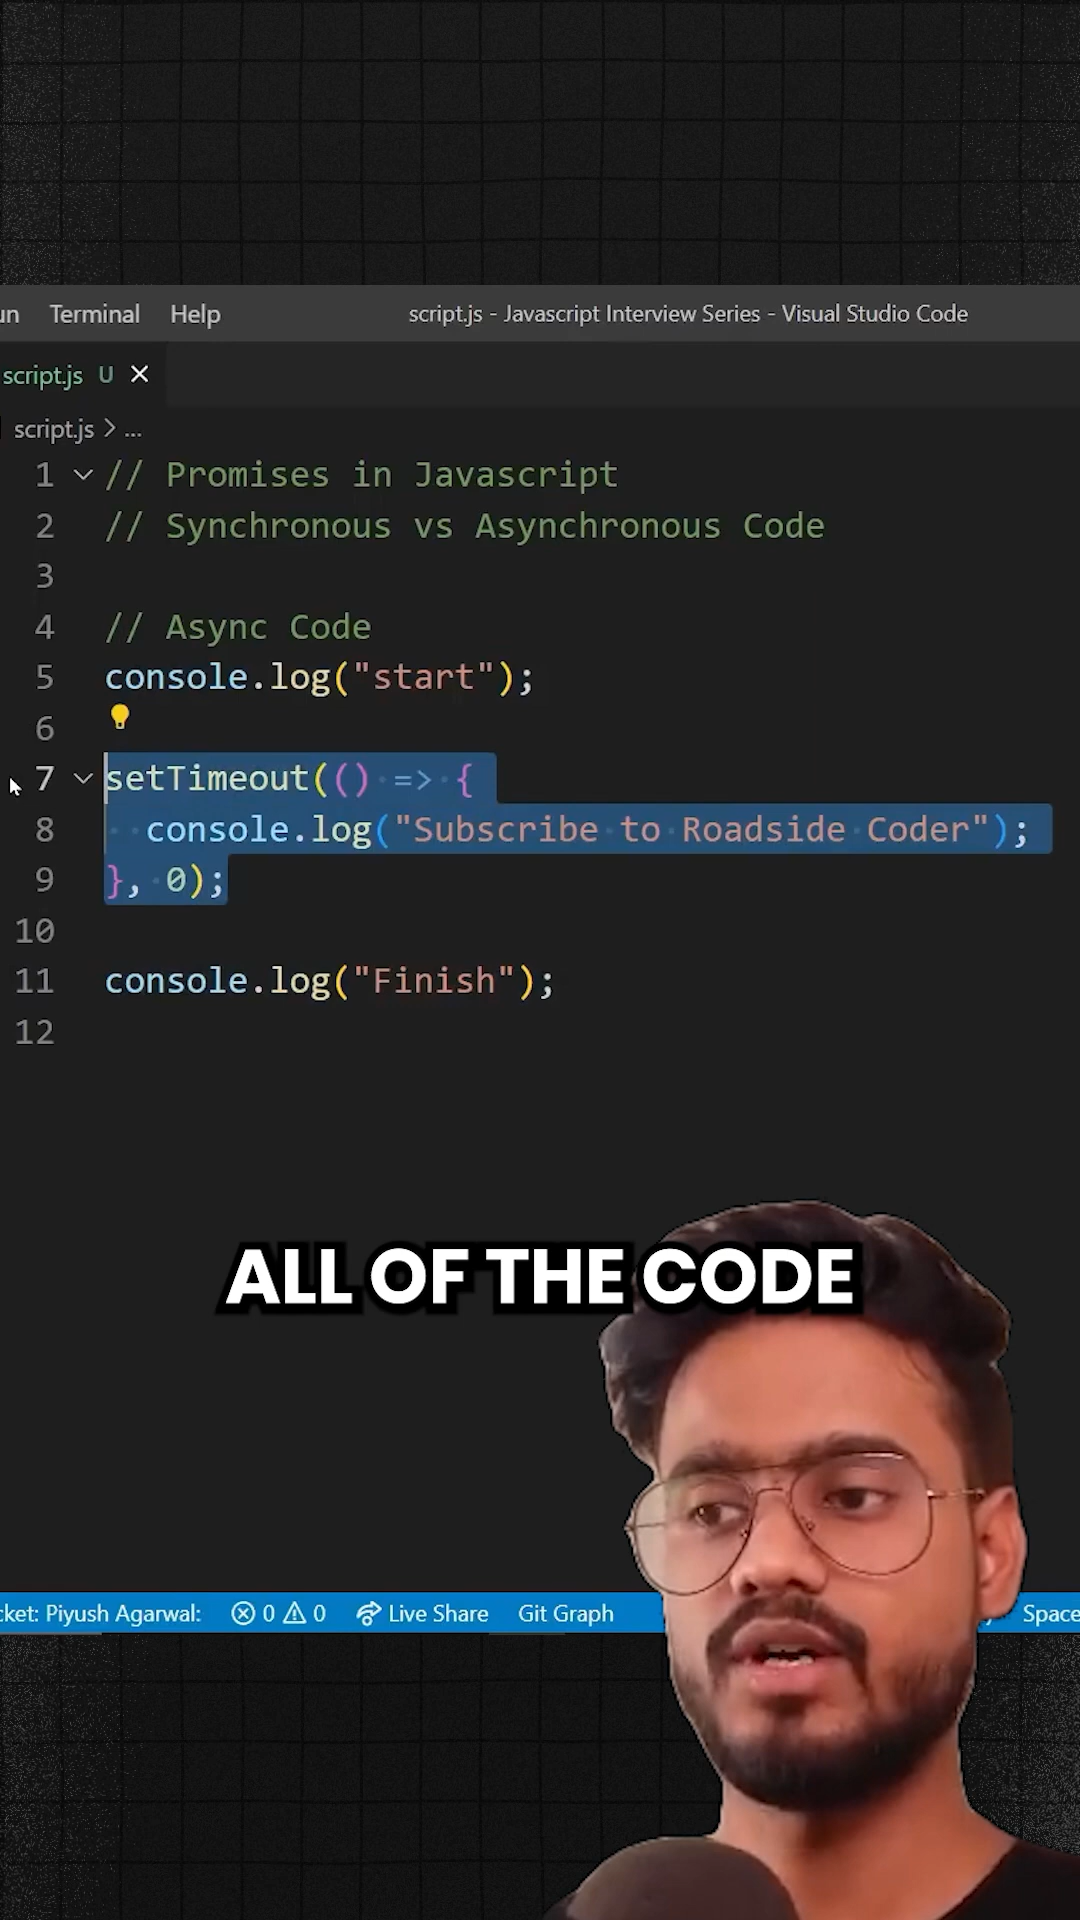 Terminal Help script.js - Javascript Interview Series - Visual Studio Code
script.js U
script.js > ...
1 // Promises in Javascript
2 // Synchronous vs Asynchronous Code
3
4 // Async Code
5 console.log("start");
6
7 setTimeout(() => {
8 console.log("Subscribe to Roadside Coder");
9 }, 0);
10
11 console.log("Finish");
12
ALL OF THE CODE
Piyush Agarwal: 0 0 Live Share Git Graph